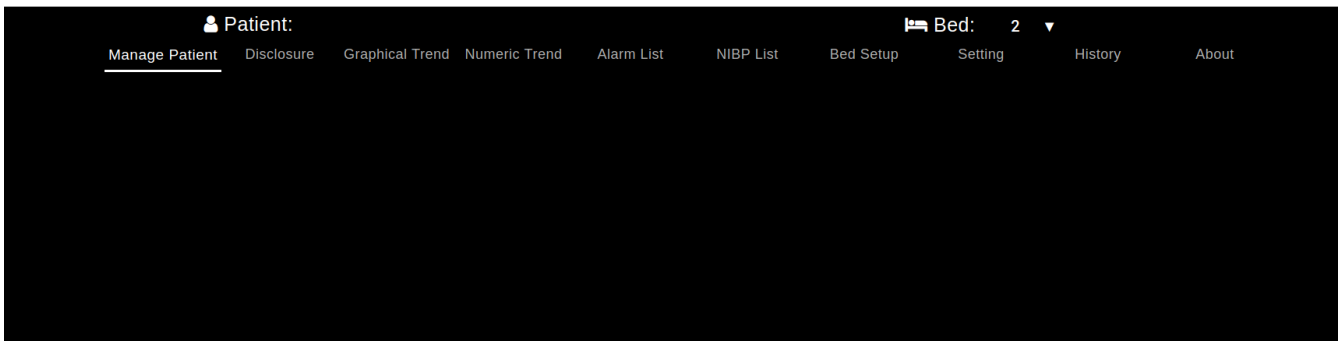 Patient: Bed: 2 ▼
Manage Patient Disclosure Graphical Trend Numeric Trend Alarm List NIBP List Bed Setup Setting History About